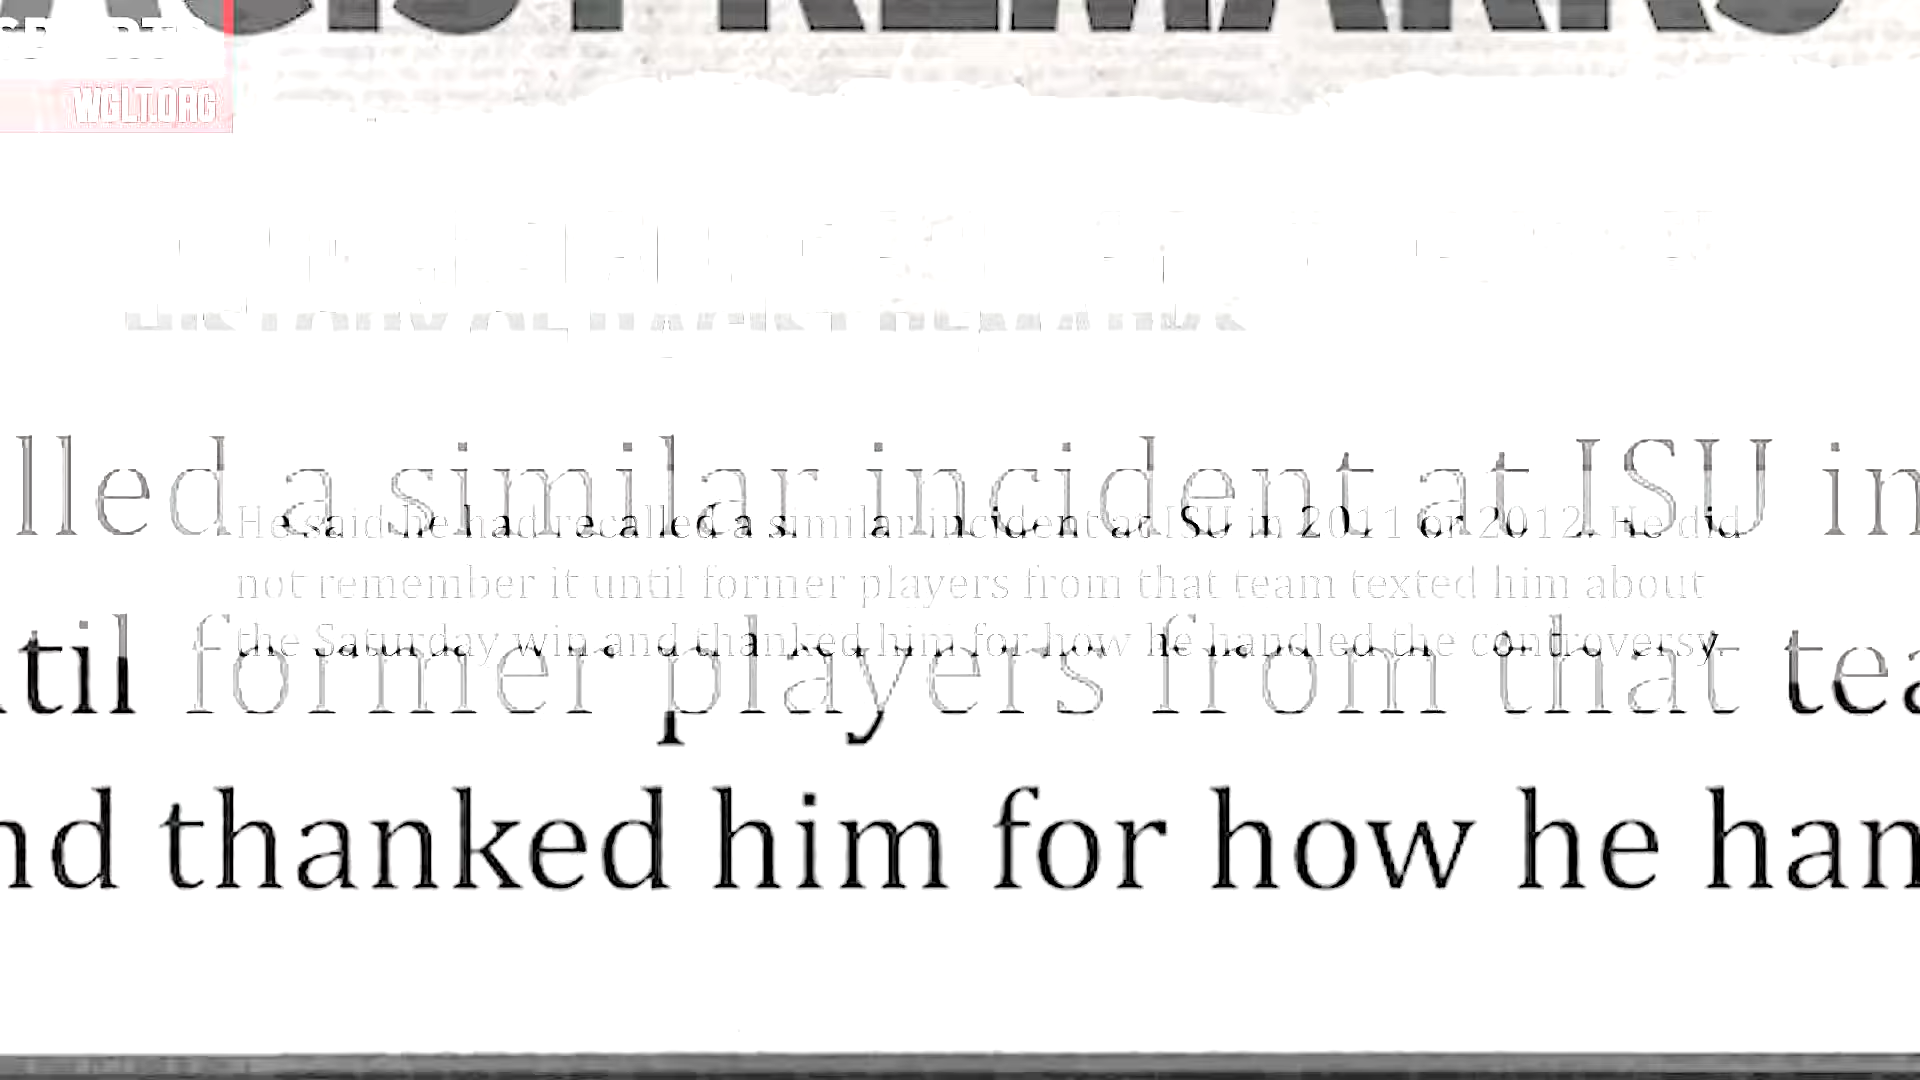 REMARKS
WGLT.ORG
lled a similar incident at ISU in
He said he had recalled a similar incident at ISU in 2011 or 2012. He did
not remember it until former players from that team texted him about
the Saturday win and thanked him for how he handled the controversy.
til former players from that tea
nd thanked him for how he han